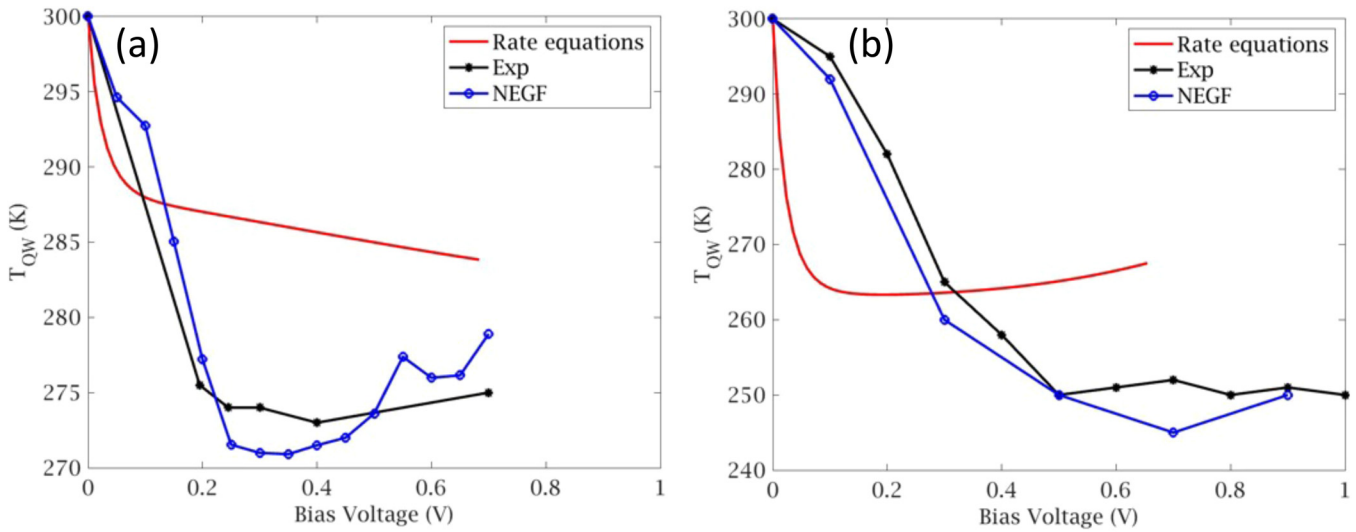 (a)
Rate equations
Exp
NEGF
300
295
290
285
280
275
270
T_QW (K)
0
0.2
0.4
0.6
0.8
1
Bias Voltage (V)
(b)
Rate equations
Exp
NEGF
300
290
280
270
260
250
240
T_QW (K)
0
0.2
0.4
0.6
0.8
1
Bias Voltage (V)